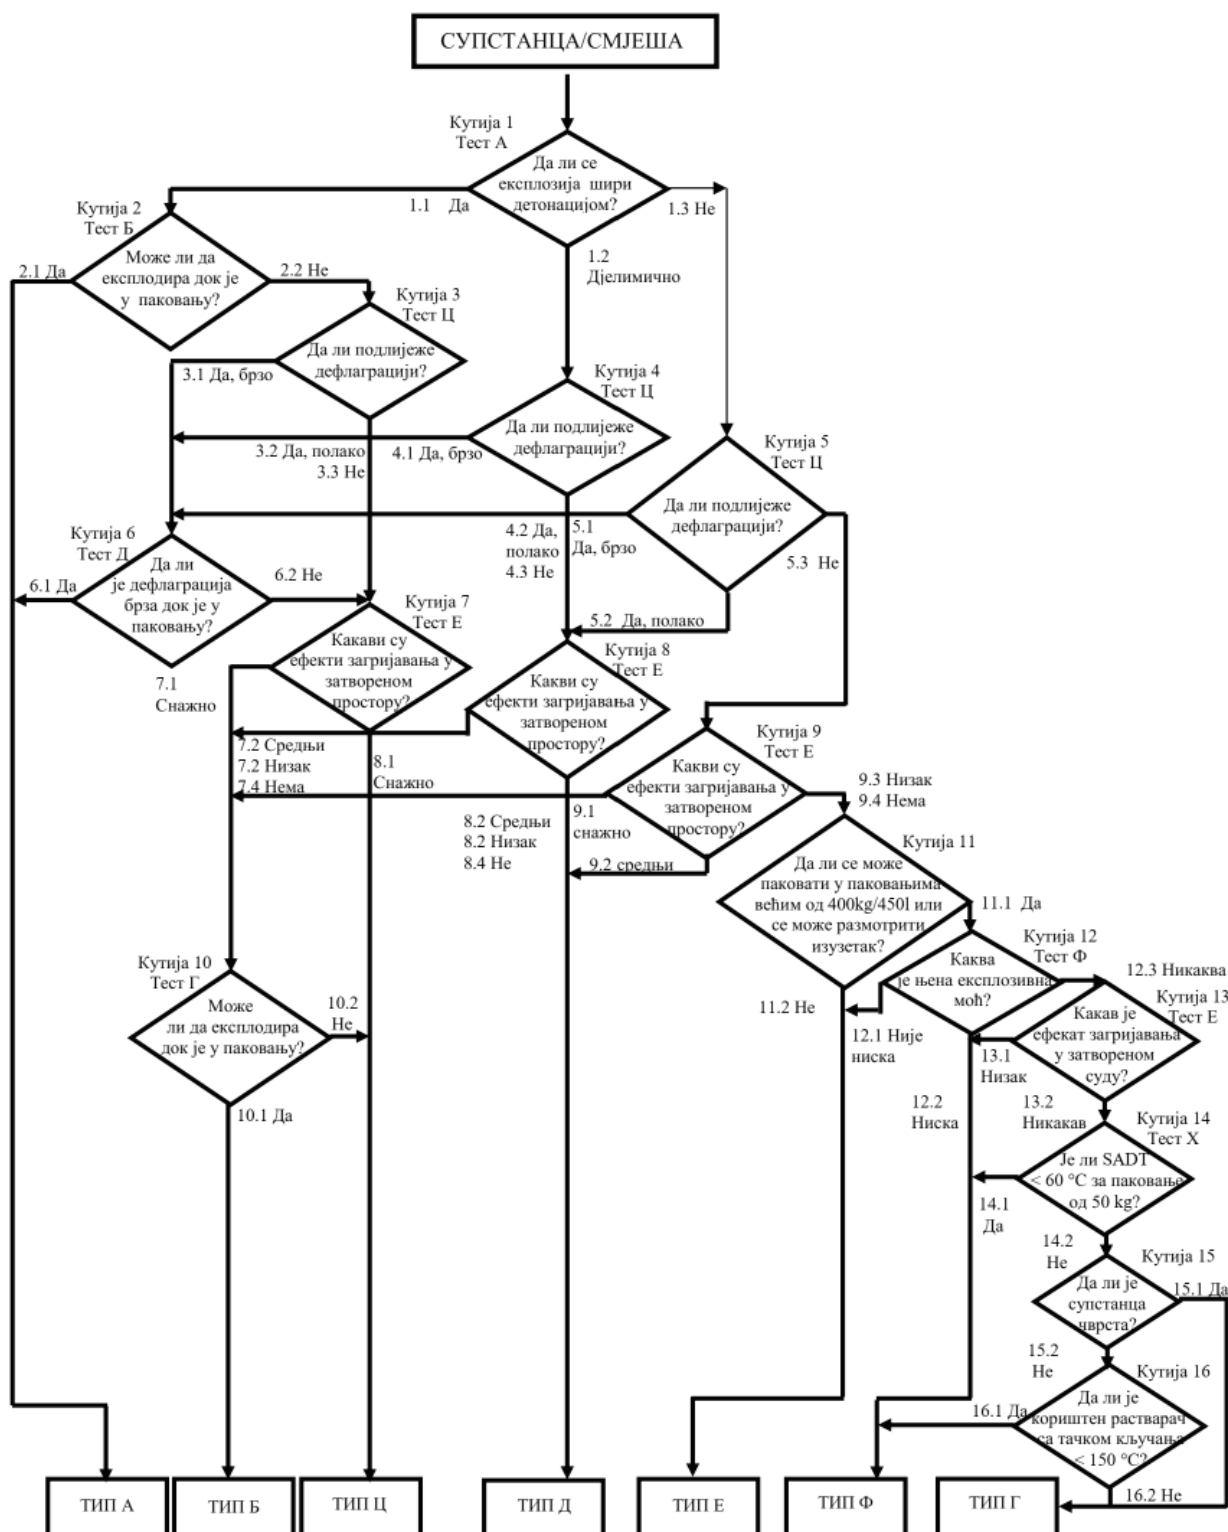 СУПСТАНЦА/СМЈЕША
Кутија 1
Тест А
Да ли се
експлозија шири
детонацијом?
1.1 Да
1.3 Не
1.2
Дјелимично
Кутија 2
Тест Б
Може ли да
експлодира док је
у паковању?
2.1 Да
2.2 Не
Кутија 3
Тест Ц
Да ли подлијеже
дефлаграцији?
3.1 Да, брзо
3.2 Да, полако
3.3 Не
Кутија 4
Тест Ц
Да ли подлијеже
дефлаграцији?
4.1 Да, брзо
4.2 Да,
полако
4.3 Не
Кутија 5
Тест Ц
Да ли подлијеже
дефлаграцији?
5.1
Да, брзо
5.3 Не
5.2 Да, полако
Кутија 6
Тест Д
Да ли
је дефлаграција
брза док је у
паковању?
6.1 Да
6.2 Не
Кутија 7
Тест Е
Какави су
ефекти загријавања у
затвореном
простору?
7.1
Снажно
7.2 Средњи
7.2 Низак
7.4 Нема
Кутија 8
Тест Е
Какви су
ефекти загријавања у
затвореном
простору?
8.1
Снажно
8.2 Средњи
8.2 Низак
8.4 Не
Кутија 9
Тест Е
Какви су
ефекти загријавања у
затвореном
простору?
9.1
снажно
9.2 средњи
9.3 Низак
9.4 Нема
Кутија 10
Тест Г
Може
ли да експлодира
док је у паковању?
10.2
Не
10.1 Да
Кутија 11
Да ли се може
паковати у паковањима
већим од 400kg/450l или
се може размотрити
изузетак?
11.1 Да
11.2 Не
Кутија 12
Тест Ф
Каква
је њена експлозивна
моћ?
12.1 Није
ниска
12.2
Ниска
12.3 Никаква
Кутија 13
Тест Е
Какав је
ефекат загријавања
у затвореном
суду?
13.1
Низак
13.2
Никакав
Кутија 14
Тест Х
Је ли SADT
< 60 °C за паковање
од 50 kg?
14.1
Да
14.2
Не
Кутија 15
Да ли је
супстанца
чврста?
15.1 Да
15.2
Не
Кутија 16
Да ли је
кориштен растварач
са тачком кључања
< 150 °C?
16.1 Да
16.2 Не
ТИП А
ТИП Б
ТИП Ц
ТИП Д
ТИП Е
ТИП Ф
ТИП Г